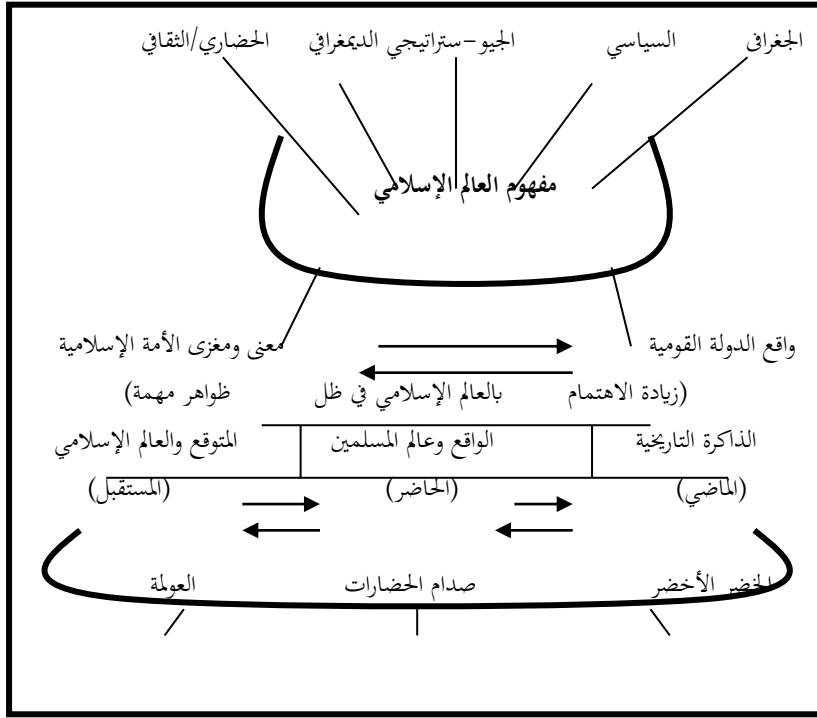 الجغرافى السياسي الجيو-ستراتيجي الديمغرافي الحضاري/الثقافي
مفهوم العالم الإسلامي
واقع الدولة القومية معنى ومغزى الأمة الإسلامية
(زيادة الاهتمام بالعالم الإسلامي في ظل ظواهر مهمة)
الذاكرة التاريخية الواقع وعالم المسلمين المتوقع والعالم الإسلامي
(الماضي) (الحاضر) (المستقبل)
الخضر الأخضر صدام الحضارات العولمة